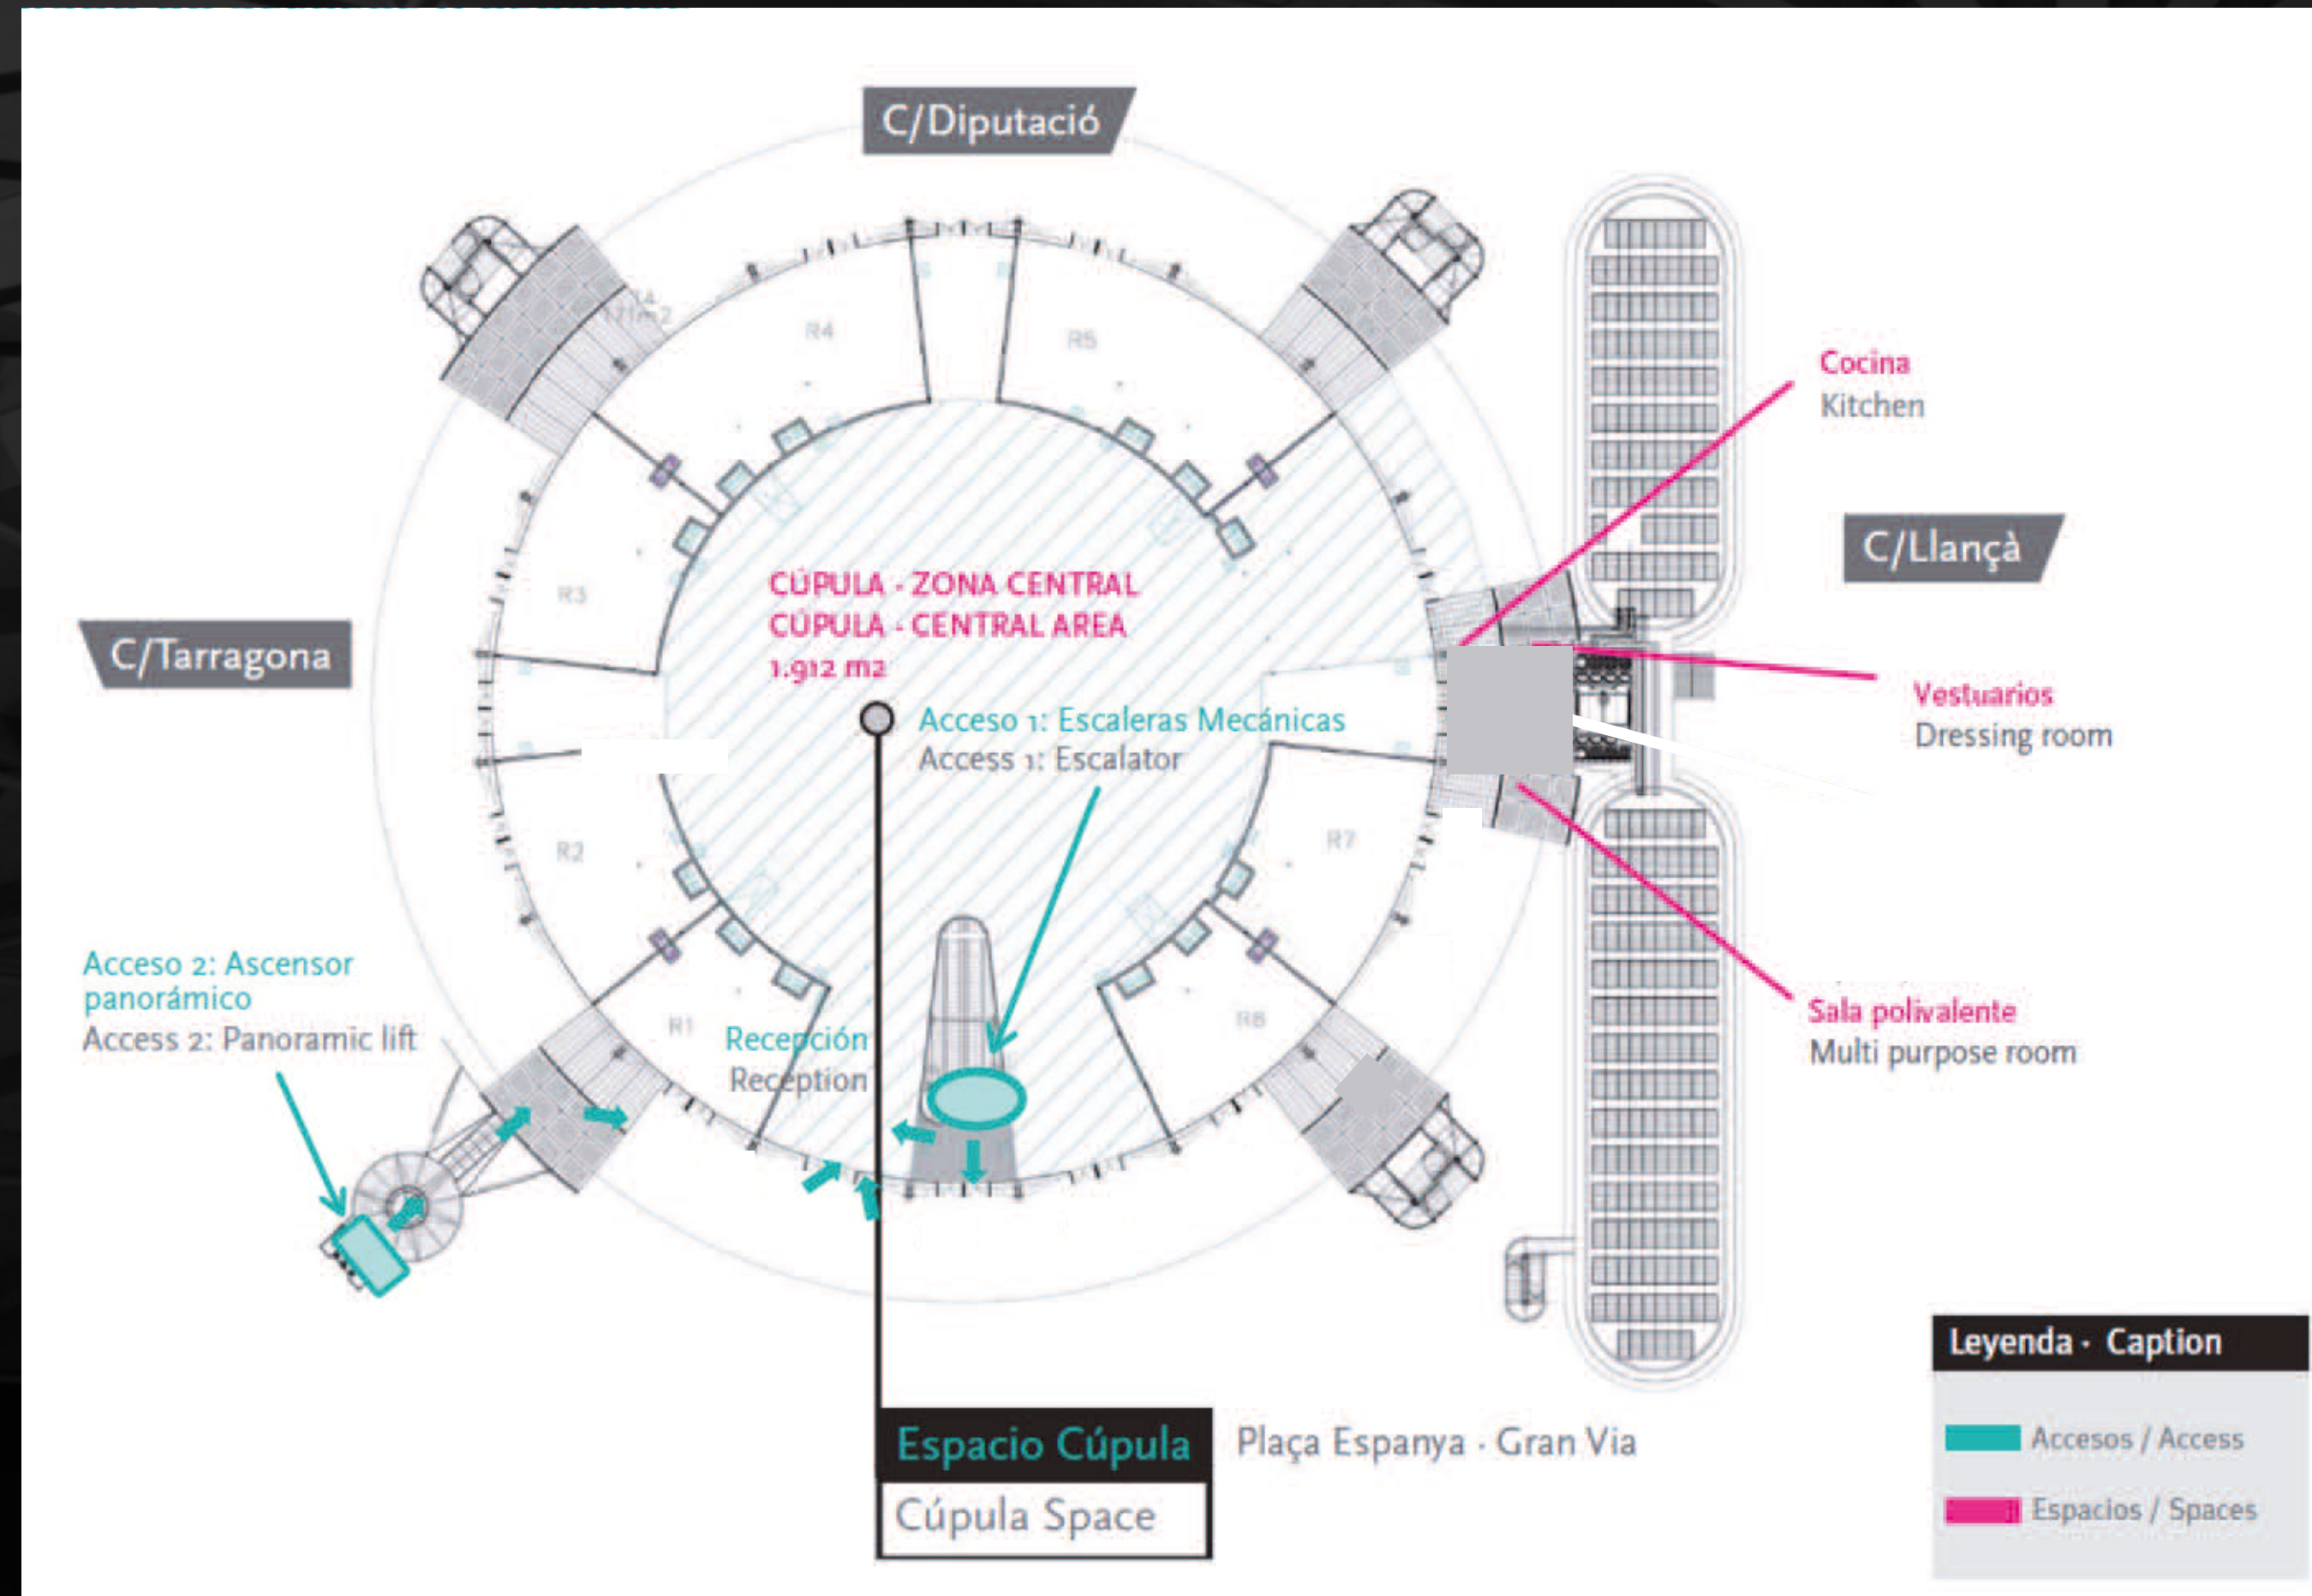 C/Diputació
171m2
R4
R5
Cocina
Kitchen
C/Llançà
R3
CÚPULA - ZONA CENTRAL
CÚPULA - CENTRAL AREA
1.912 m2
C/Tarragona
Vestuarios
Dressing room
Acceso 1: Escaleras Mecánicas
Access 1: Escalator
R2
R7
Acceso 2: Ascensor
panorámico
Access 2: Panoramic lift
R1
Recepción
Reception
R8
Sala polivalente
Multi purpose room
Leyenda · Caption
Accesos / Access
Espacios / Spaces
Espacio Cúpula
Cúpula Space
Plaça Espanya · Gran Via